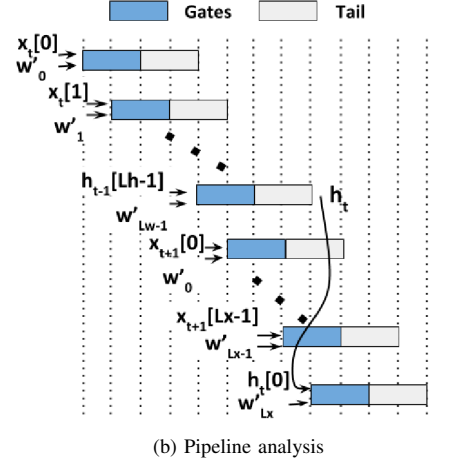 Gates Tail
x_t[0]
w'_0
x_t[1]
w'_1
h_{t-1}[Lh-1]
w'_{Lw-1}
h_t
x_{t+1}[0]
w'_0
x_{t+1}[Lx-1]
w'_{Lx-1}
h_t[0]
w'_{Lx}
(b) Pipeline analysis